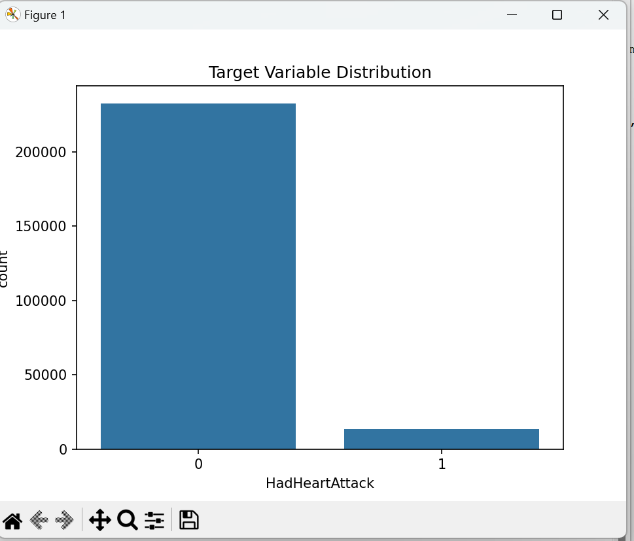 Figure 1
Target Variable Distribution
200000
150000
100000
50000
0
count
0 1
HadHeartAttack